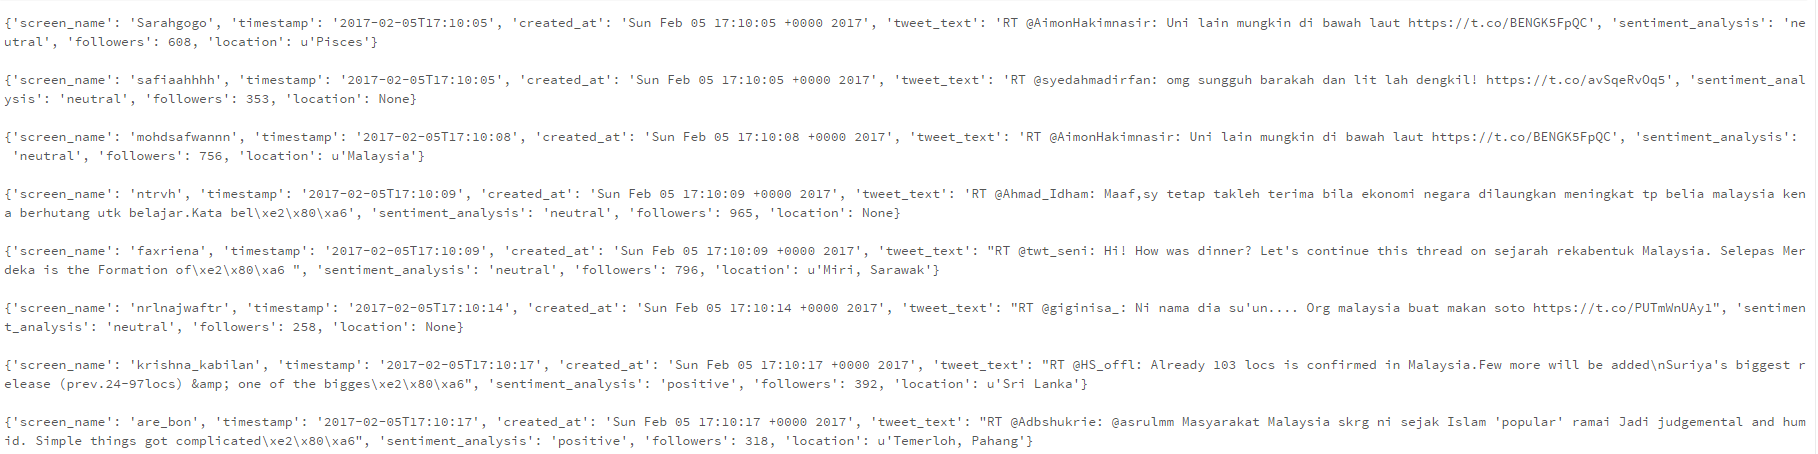 {'screen_name': 'Sarahgogo', 'timestamp': '2017-02-05T17:10:05', 'created_at': 'Sun Feb 05 17:10:05 +0000 2017', 'tweet_text': 'RT @AimonHakimnasir: Uni lain mungkin di bawah laut https://t.co/BENGK5FpQC', 'sentiment_analysis': 'ne
utral', 'followers': 608, 'location': u'Pisces'}
{'screen_name': 'safiaahhhh', 'timestamp': '2017-02-05T17:10:05', 'created_at': 'Sun Feb 05 17:10:05 +0000 2017', 'tweet_text': 'RT @syedahmadirfan: omg sungguh barakah dan lit lah dengkil! https://t.co/avSqeRvOq5', 'sentiment_anal
ysis': 'neutral', 'followers': 353, 'location': None}
{'screen_name': 'mohdsafwannn', 'timestamp': '2017-02-05T17:10:08', 'created_at': 'Sun Feb 05 17:10:08 +0000 2017', 'tweet_text': 'RT @AimonHakimnasir: Uni lain mungkin di bawah laut https://t.co/BENGK5FpQC', 'sentiment_analysis':
'neutral', 'followers': 756, 'location': u'Malaysia'}
{'screen_name': 'ntrvh', 'timestamp': '2017-02-05T17:10:09', 'created_at': 'Sun Feb 05 17:10:09 +0000 2017', 'tweet_text': 'RT @Ahmad_Idham: Maaf,sy tetap takleh terima bila ekonomi negara dilaungkan meningkat tp belia malaysia ken
a berhutang utk belajar.Kata bel\xe2\x80\xa6', 'sentiment_analysis': 'neutral', 'followers': 965, 'location': None}
{'screen_name': 'faxriena', 'timestamp': '2017-02-05T17:10:09', 'created_at': 'Sun Feb 05 17:10:09 +0000 2017', 'tweet_text': "RT @twt_seni: Hi! How was dinner? Let's continue this thread on sejarah rekabentuk Malaysia. Selepas Mer
deka is the Formation of\xe2\x80\xa6 ", 'sentiment_analysis': 'neutral', 'followers': 796, 'location': u'Miri, Sarawak'}
{'screen_name': 'nrlnajwaftr', 'timestamp': '2017-02-05T17:10:14', 'created_at': 'Sun Feb 05 17:10:14 +0000 2017', 'tweet_text': "RT @giginisa_: Ni nama dia su'un.... Org malaysia buat makan soto https://t.co/PUTmWnUAy1", 'sentimen
t_analysis': 'neutral', 'followers': 258, 'location': None}
{'screen_name': 'krishna_kabilan', 'timestamp': '2017-02-05T17:10:17', 'created_at': 'Sun Feb 05 17:10:17 +0000 2017', 'tweet_text': "RT @HS_offl: Already 103 locs is confirmed in Malaysia.Few more will be added\nSuriya's biggest r
elease (prev.24-97locs) &amp; one of the bigges\xe2\x80\xa6", 'sentiment_analysis': 'positive', 'followers': 392, 'location': u'Sri Lanka'}
{'screen_name': 'are_bon', 'timestamp': '2017-02-05T17:10:17', 'created_at': 'Sun Feb 05 17:10:17 +0000 2017', 'tweet_text': "RT @Adbshukrie: @asrulmm Masyarakat Malaysia skrg ni sejak Islam 'popular' ramai Jadi judgemental and hum
id. Simple things got complicated\xe2\x80\xa6", 'sentiment_analysis': 'positive', 'followers': 318, 'location': u'Temerloh, Pahang'}